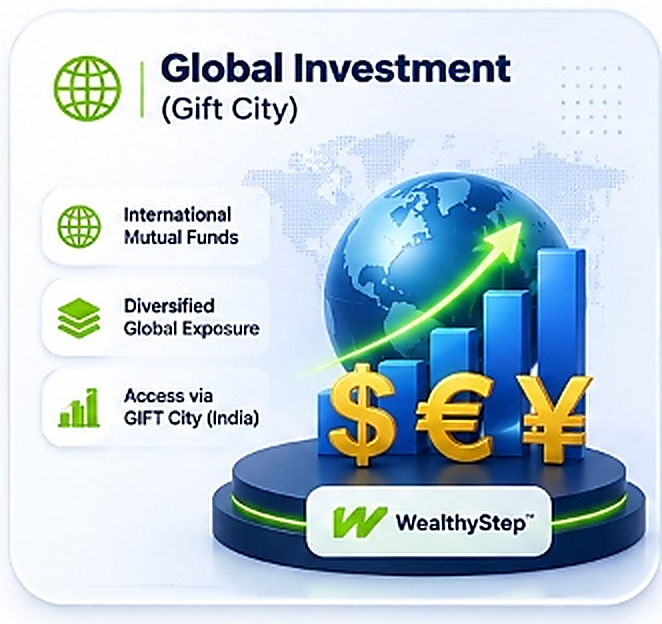 Global Investment
(Gift City)
International
Mutual Funds
Diversified
Global Exposure
Access via
GIFT City (India)
$ € ¥
WealthyStep™